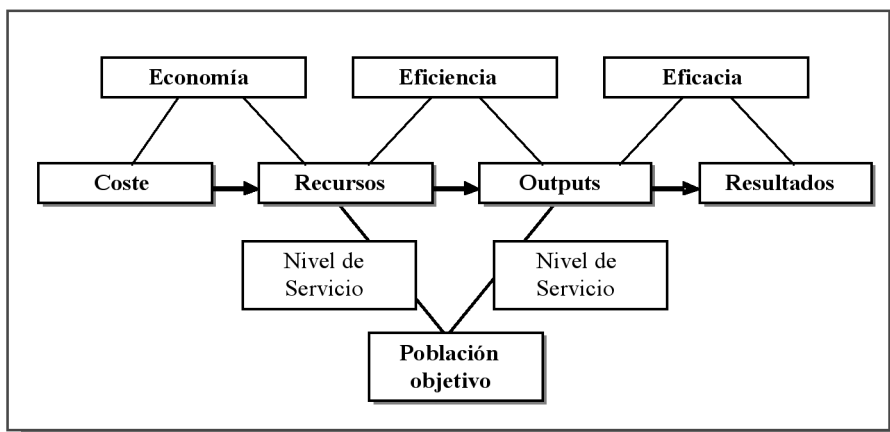 Economía
Eficiencia
Eficacia
Coste
Recursos
Outputs
Resultados
Nivel de
Servicio
Nivel de
Servicio
Población
objetivo